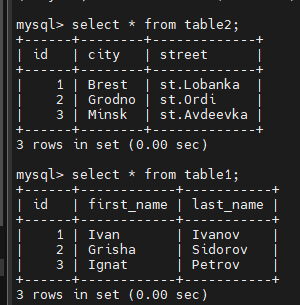 mysql> select * from table2;
+------+--------+-------------+
| id   | city   | street      |
+------+--------+-------------+
|    1 | Brest  | st.Lobanka  |
|    2 | Grodno | st.Ordi     |
|    3 | Minsk  | st.Avdeevka |
+------+--------+-------------+
3 rows in set (0.00 sec)

mysql> select * from table1;
+------+------------+-----------+
| id   | first_name | last_name |
+------+------------+-----------+
|    1 | Ivan       | Ivanov    |
|    2 | Grisha     | Sidorov   |
|    3 | Ignat      | Petrov    |
+------+------------+-----------+
3 rows in set (0.00 sec)